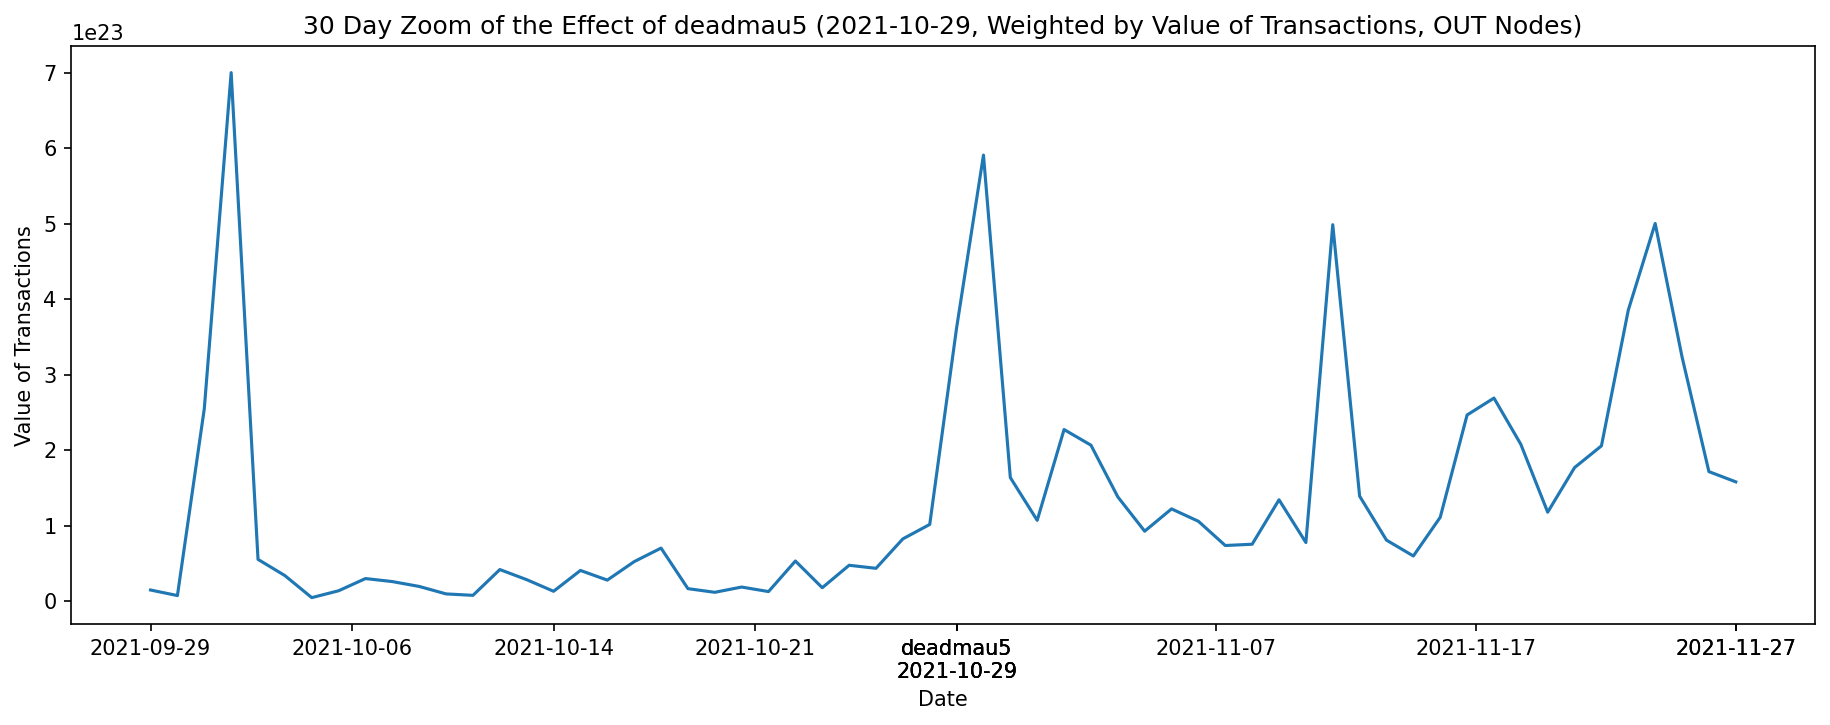 30 Day Zoom of the Effect of deadmau5 (2021-10-29, Weighted by Value of Transactions, OUT Nodes)
1e23
7
6
5
4
3
2
1
0
Value of Transactions
2021-09-29 2021-10-06 2021-10-14 2021-10-21 deadmau5 2021-11-07 2021-11-17 2021-11-27
2021-10-29
Date